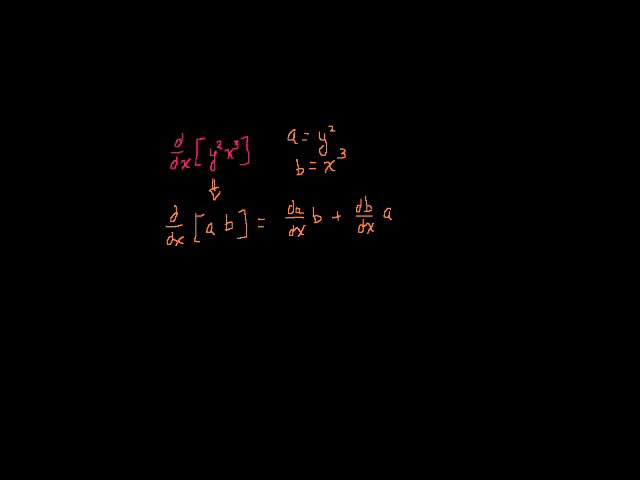 d/dx [y²x³]
a = y²
b = x³
⇓
d/dx [a b] = da/dx b + db/dx a